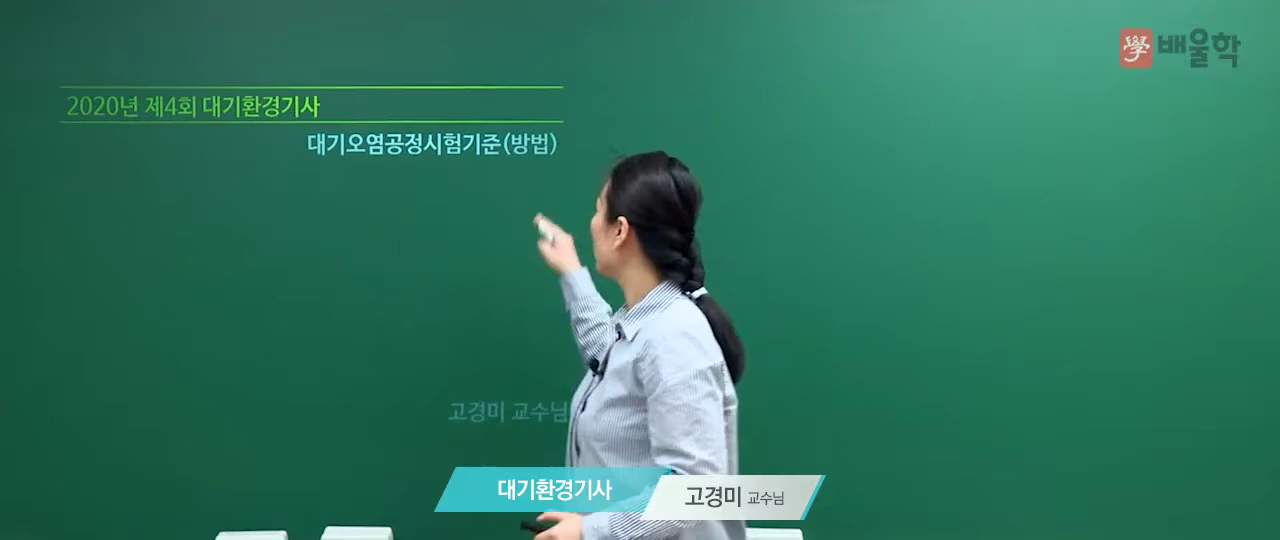 學 배울학
2020년 제4회 대기환경기사
대기오염공정시험기준(방법)
고경미 교수님
대기환경기사
고경미 교수님